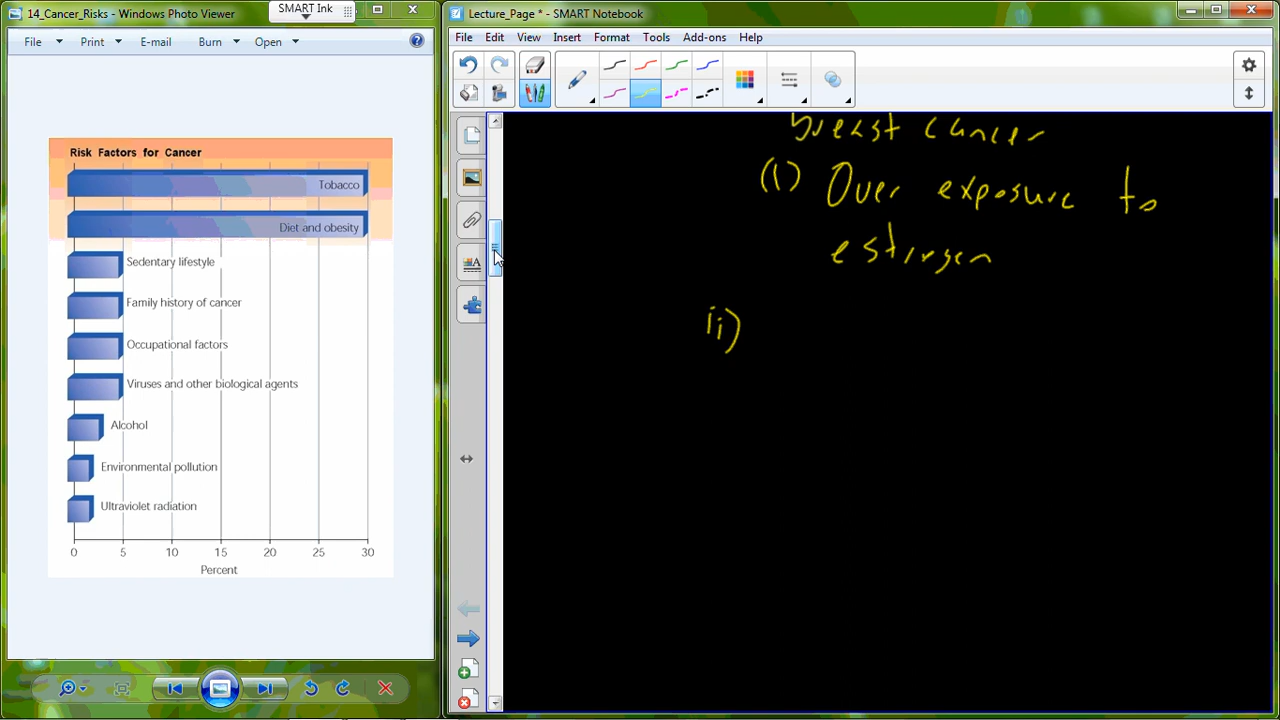 14_Cancer_Risks - Windows Photo Viewer
SMART Ink
File Print E-mail Burn Open
Risk Factors for Cancer
Tobacco
Diet and obesity
Sedentary lifestyle
Family history of cancer
Occupational factors
Viruses and other biological agents
Alcohol
Environmental pollution
Ultraviolet radiation
0 5 10 15 20 25 30
Percent
Lecture_Page * - SMART Notebook
File Edit View Insert Format Tools Add-ons Help
breast cancer
(1) Over exposure to
estirgen
ii)